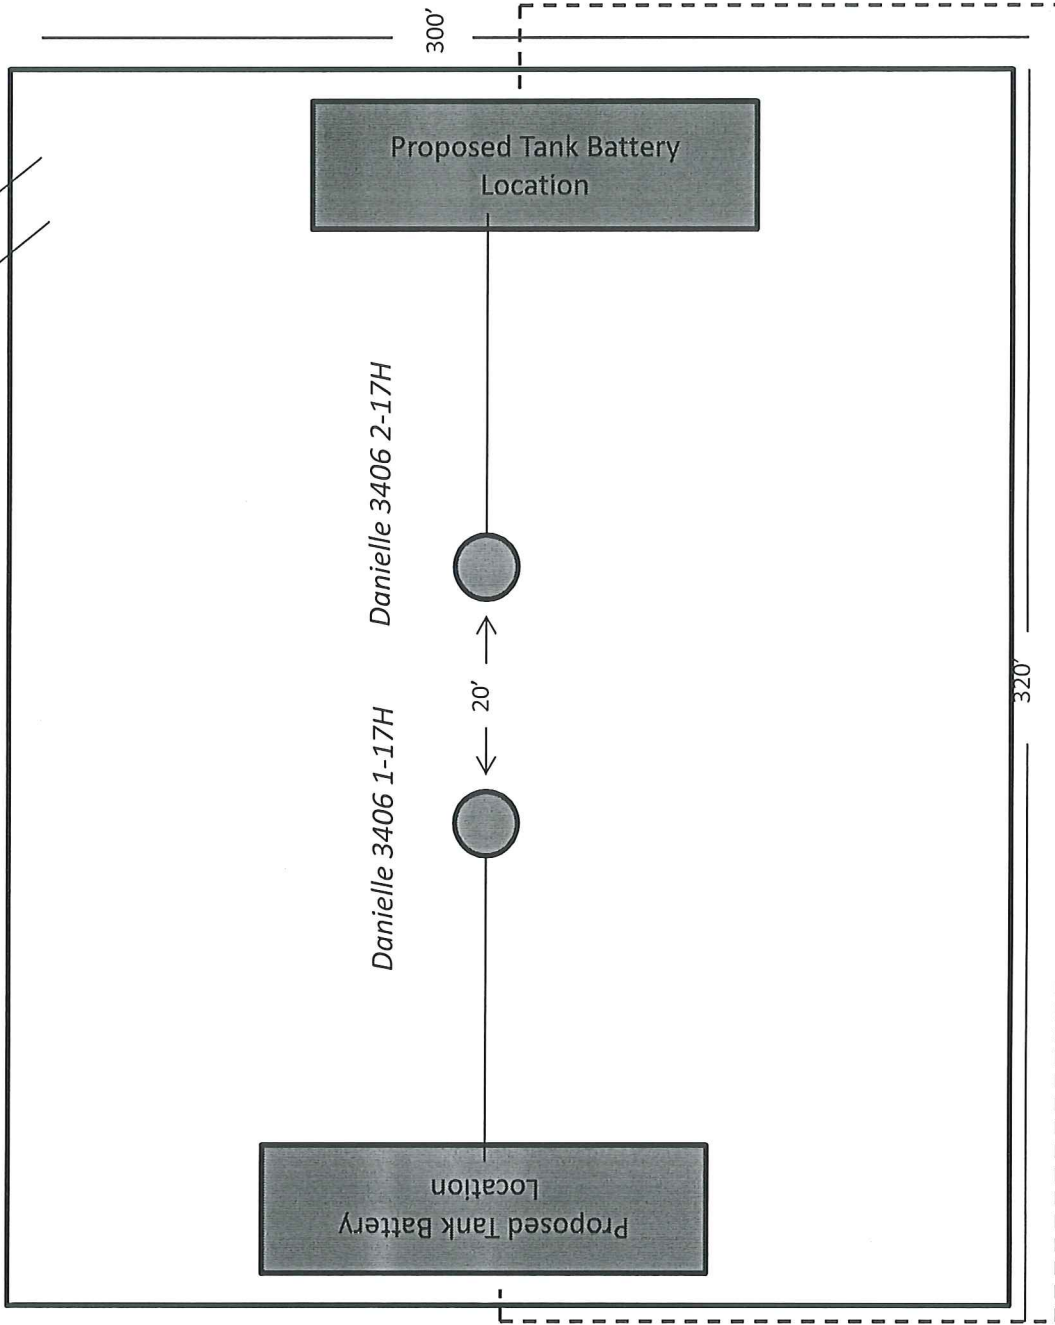 300'
Proposed Tank Battery
Location
Danielle 3406 2-17H
20'
Danielle 3406 1-17H
320'
Proposed Tank Battery
Location